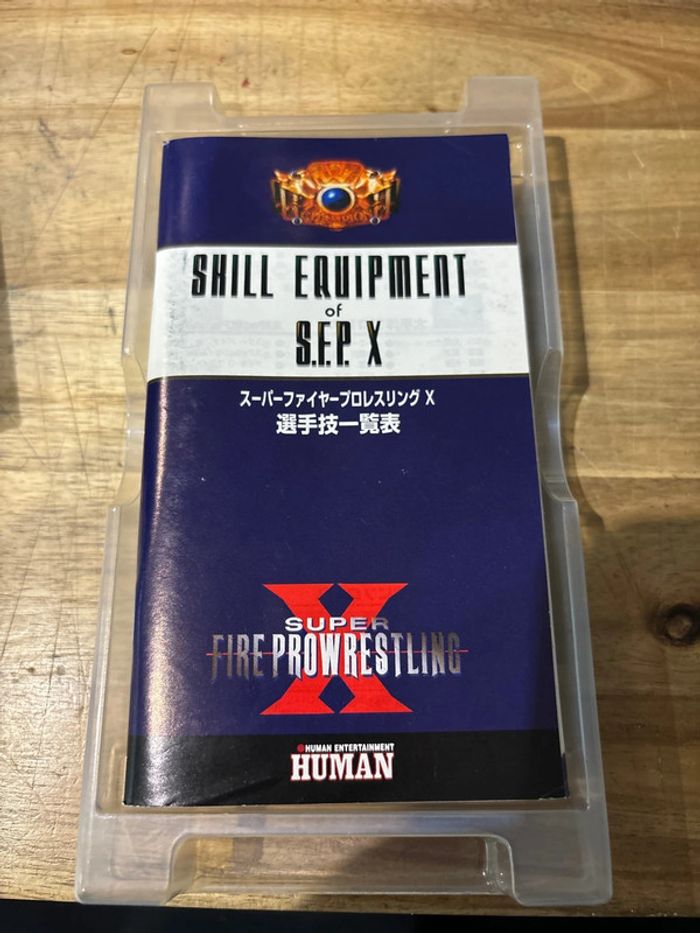 SKILL EQUIPMENT
of
S.F.P. X
スーパーファイヤープロレスリング X
選手技一覧表
X
SUPER
FIRE PROWRESTLING
HUMAN ENTERTAINMENT
HUMAN